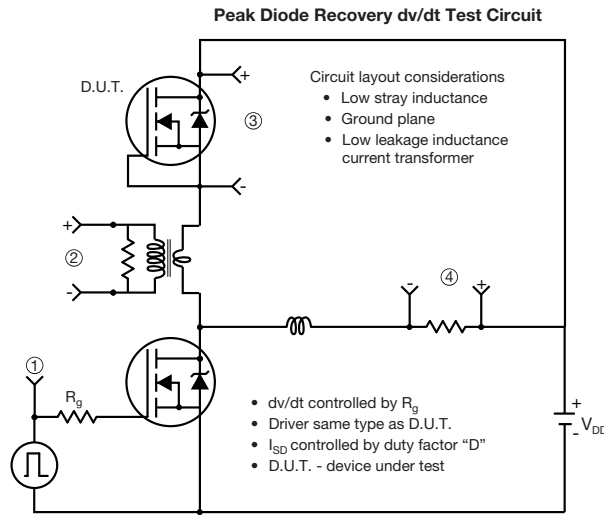 Peak Diode Recovery dv/dt Test Circuit
D.U.T.
+
Circuit layout considerations
• Low stray inductance
• Ground plane
• Low leakage inductance
current transformer
③
-
+
②
-
- ④ +
①
Rg
• dv/dt controlled by Rg
• Driver same type as D.U.T.
• ISD controlled by duty factor “D”
• D.U.T. - device under test
+
- VDD